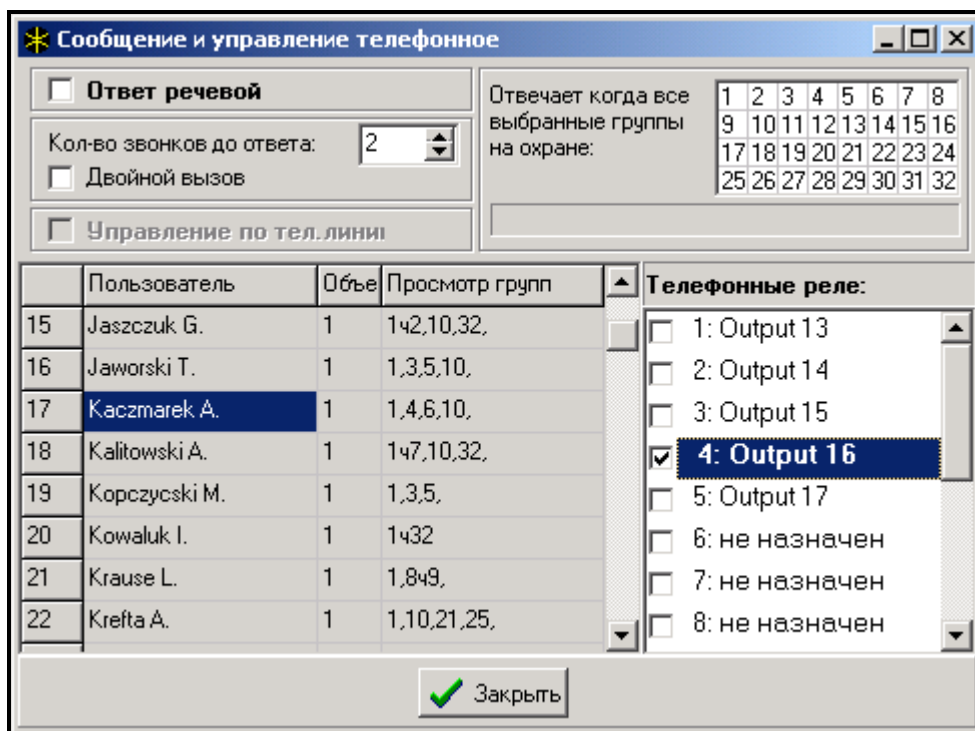 Сообщение и управление телефонное
Ответ речевой
Кол-во звонков до ответа: 2
Двойной вызов
Управление по тел.лини
Отвечает когда все
выбранные группы
на охране:
1 2 3 4 5 6 7 8
9 10 11 12 13 14 15 16
17 18 19 20 21 22 23 24
25 26 27 28 29 30 31 32
Пользователь Объе Просмотр групп
15 Jaszczuk G. 1 1ч2,10,32,
16 Jaworski T. 1 1,3,5,10,
17 Kaczmarek A. 1 1,4,6,10,
18 Kalitowski A. 1 1ч7,10,32,
19 Kopczycski M. 1 1,3,5,
20 Kowaluk I. 1 1ч32
21 Krause L. 1 1,8ч9,
22 Krefta A. 1 1,10,21,25,
Телефонные реле:
1: Output 13
2: Output 14
3: Output 15
4: Output 16
5: Output 17
6: не назначен
7: не назначен
8: не назначен
Закрыть